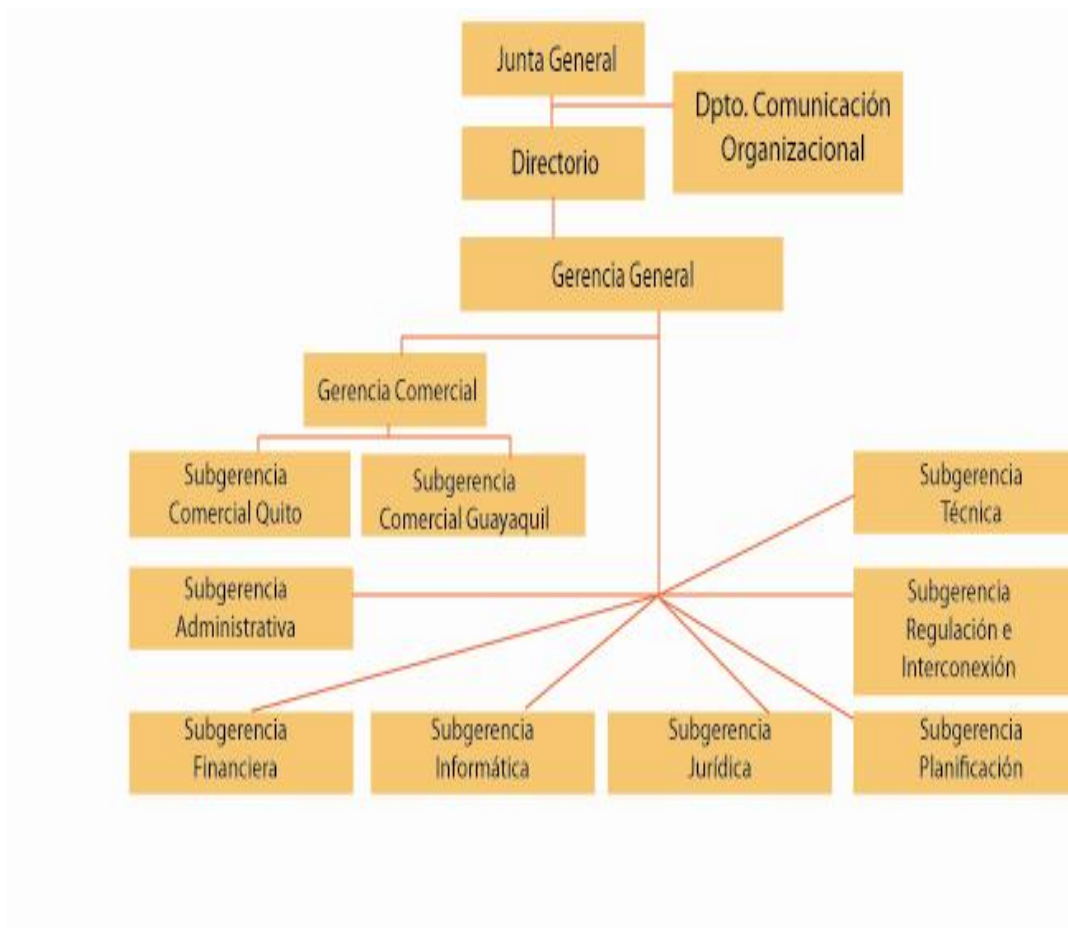 Junta General
Dpto. Comunicación
Organizacional
Directorio
Gerencia General
Gerencia Comercial
Subgerencia
Comercial Quito
Subgerencia
Comercial Guayaquil
Subgerencia
Técnica
Subgerencia
Administrativa
Subgerencia
Regulación e
Interconexión
Subgerencia
Financiera
Subgerencia
Informática
Subgerencia
Jurídica
Subgerencia
Planificación